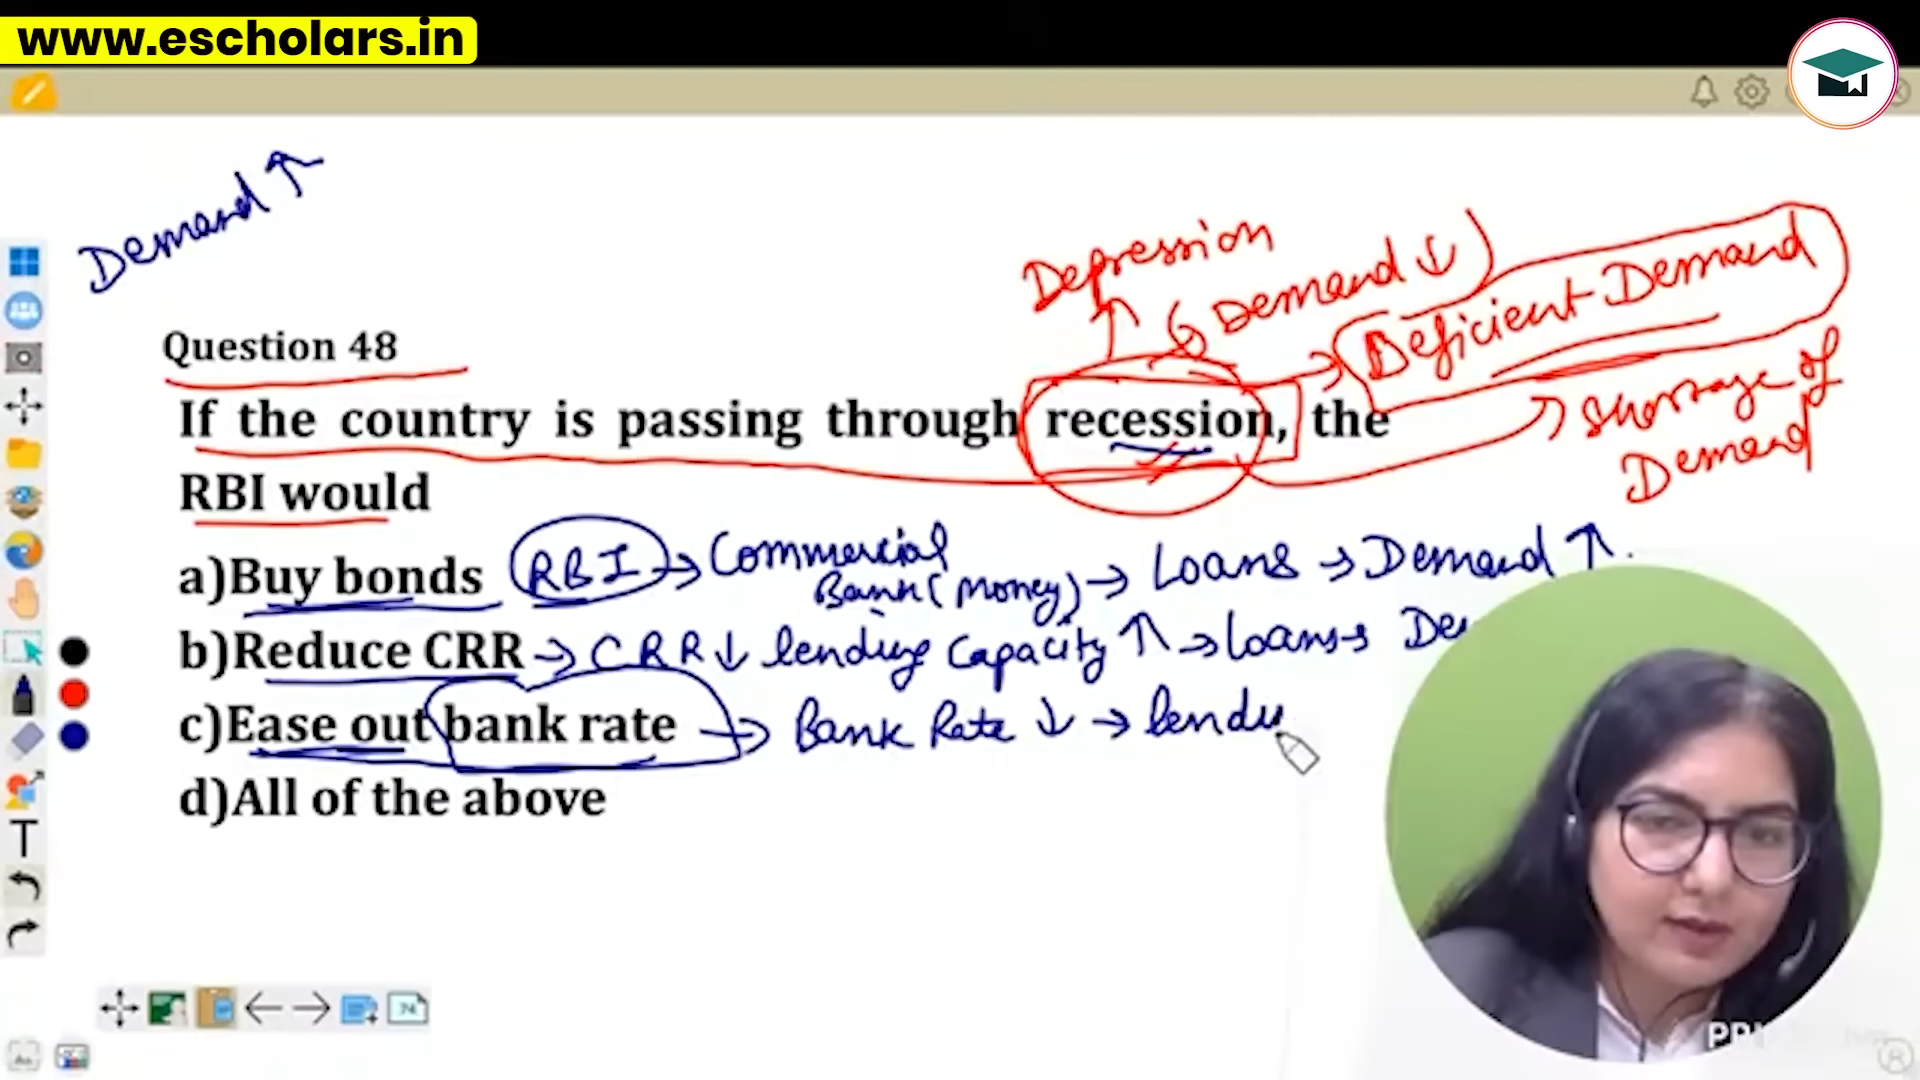 www.escholars.in
Demand ↑
Depression
Demand ↓
Deficient Demand
Question 48
If the country is passing through recession, the
Shortage of
Demand
RBI would
a)Buy bonds RBI → Commercial
Bank (Money) → Loans → Demand ↑.
b)Reduce CRR → CRR ↓ lending Capacity ↑ → Loans → De
c)Ease out bank rate → Bank Rate ↓ → lendi
d)All of the above
T